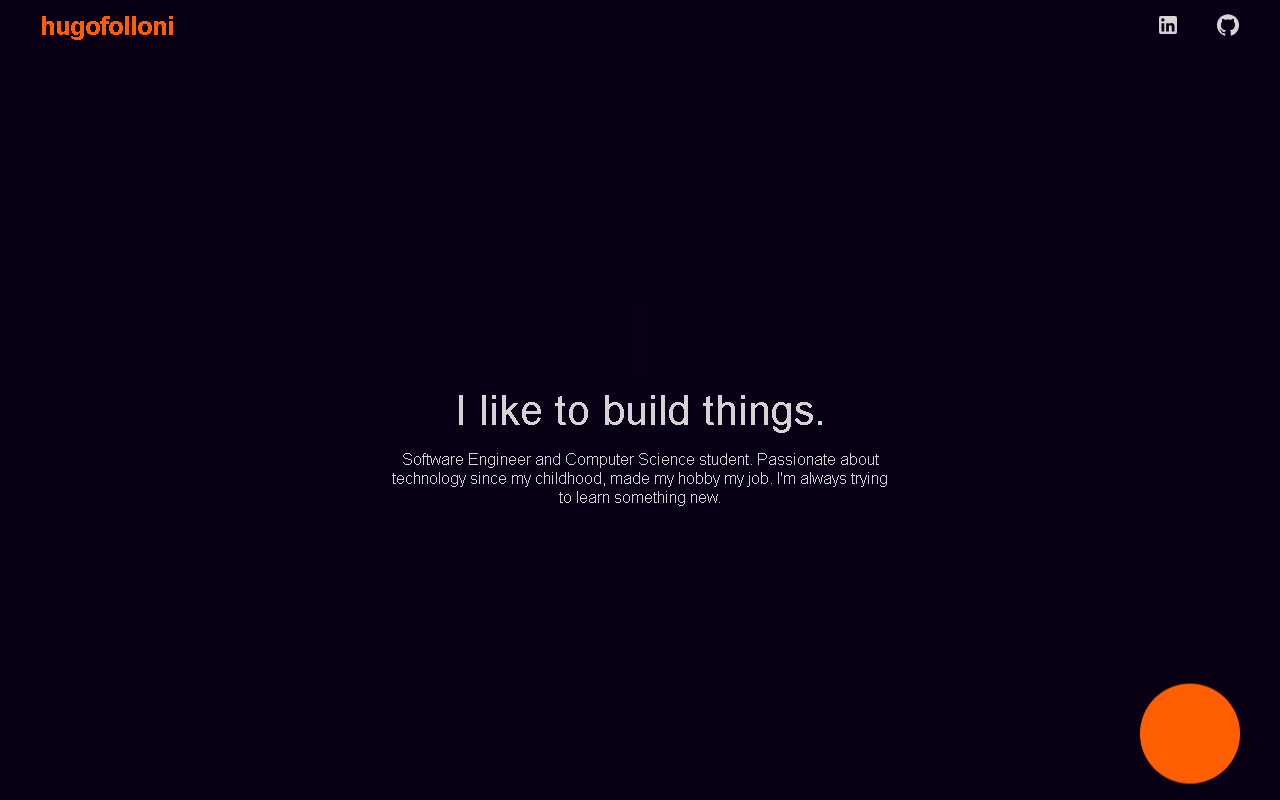 hugofolloni
I like to build things.
Software Engineer and Computer Science student. Passionate about
technology since my childhood, made my hobby my job. I'm always trying
to learn something new.